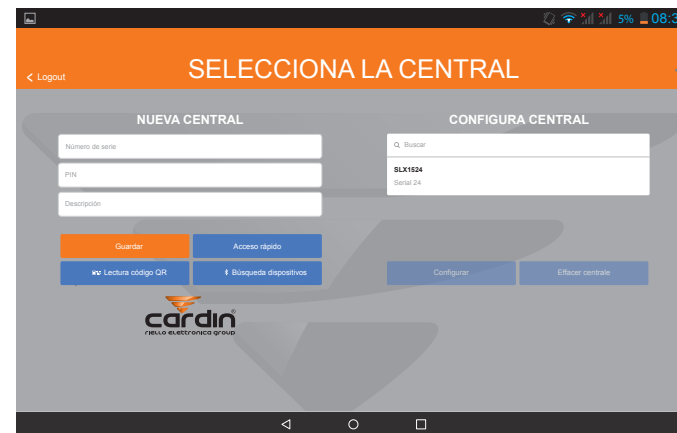 5% 08:3
< Logout
SELECCIONA LA CENTRAL
NUEVA CENTRAL
Número de serie
PIN
Descripción
Guardar
Acceso rápido
Lectura código QR
Búsqueda dispositivos
cardin
riello elettronica group
CONFIGURA CENTRAL
Buscar
SLX1524
Serial 24
Configurar
Effacer centrale